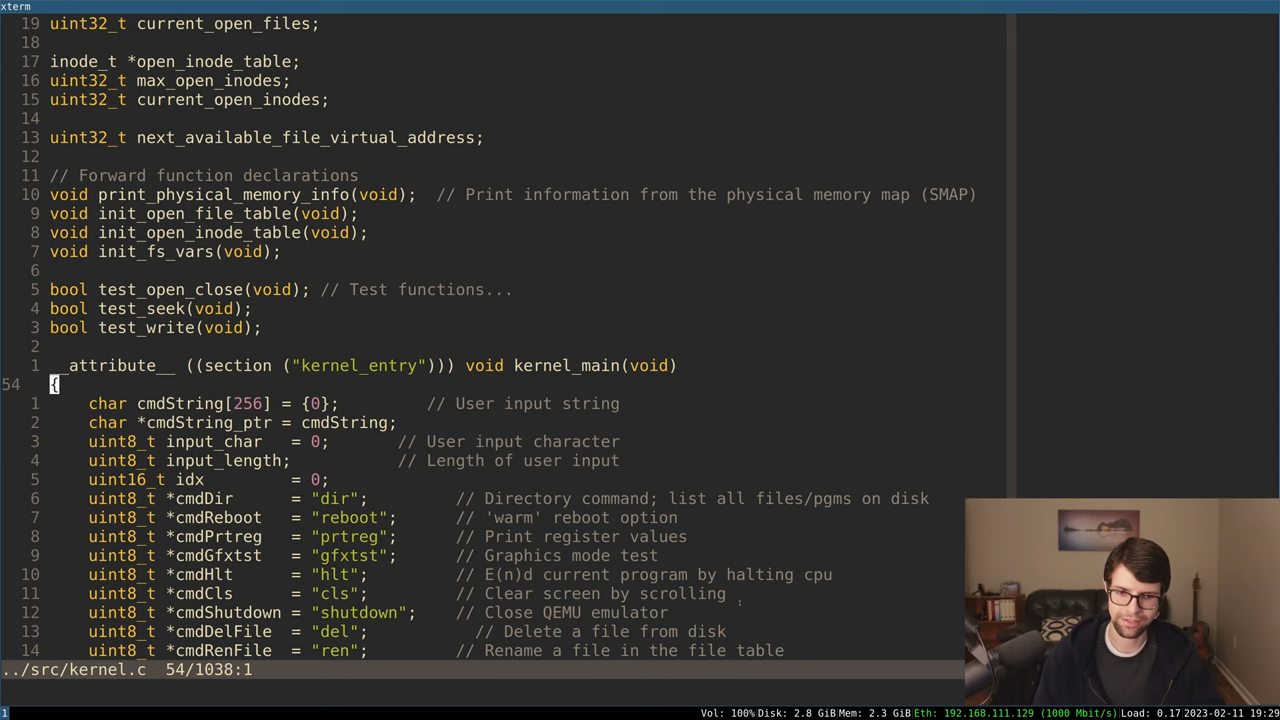 xterm
19 uint32_t current_open_files;
18
17 inode_t *open_inode_table;
16 uint32_t max_open_inodes;
15 uint32_t current_open_inodes;
14
13 uint32_t next_available_file_virtual_address;
12
11 // Forward function declarations
10 void print_physical_memory_info(void);  // Print information from the physical memory map (SMAP)
9 void init_open_file_table(void);
8 void init_open_inode_table(void);
7 void init_fs_vars(void);
6
5 bool test_open_close(void); // Test functions...
4 bool test_seek(void);
3 bool test_write(void);
2
1 __attribute__ ((section ("kernel_entry"))) void kernel_main(void)
54 {
1     char cmdString[256] = {0};         // User input string
2     char *cmdString_ptr = cmdString;
3     uint8_t input_char   = 0;       // User input character
4     uint8_t input_length;           // Length of user input
5     uint16_t idx         = 0;
6     uint8_t *cmdDir      = "dir";         // Directory command; list all files/pgms on disk
7     uint8_t *cmdReboot   = "reboot";      // 'warm' reboot option
8     uint8_t *cmdPrtreg   = "prtreg";      // Print register values
9     uint8_t *cmdGfxtst   = "gfxtst";      // Graphics mode test
10     uint8_t *cmdHlt      = "hlt";         // E(n)d current program by halting cpu
11     uint8_t *cmdCls      = "cls";         // Clear screen by scrolling
12     uint8_t *cmdShutdown = "shutdown";    // Close QEMU emulator
13     uint8_t *cmdDelFile  = "del";           // Delete a file from disk
14     uint8_t *cmdRenFile  = "ren";         // Rename a file in the file table
../src/kernel.c  54/1038:1
1 Vol: 100% Disk: 2.8 GiB Mem: 2.3 GiB Eth: 192.168.111.129 (1000 Mbit/s) Load: 0.17 2023-02-11 19:29